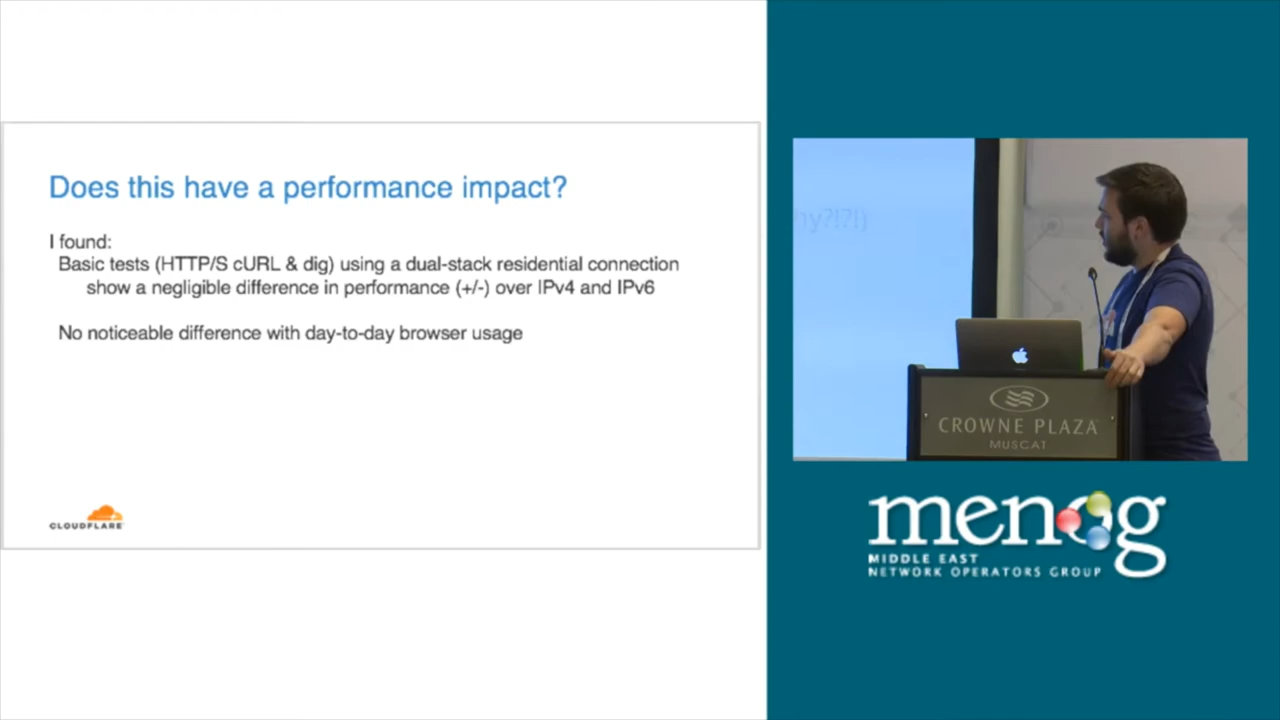 Does this have a performance impact?
I found:
Basic tests (HTTP/S cURL & dig) using a dual-stack residential connection
show a negligible difference in performance (+/-) over IPv4 and IPv6
No noticeable difference with day-to-day browser usage
CLOUDFLARE
hy?!?!)
CROWNE PLAZA
MUSCAT
menog
MIDDLE EAST
NETWORK OPERATORS GROUP